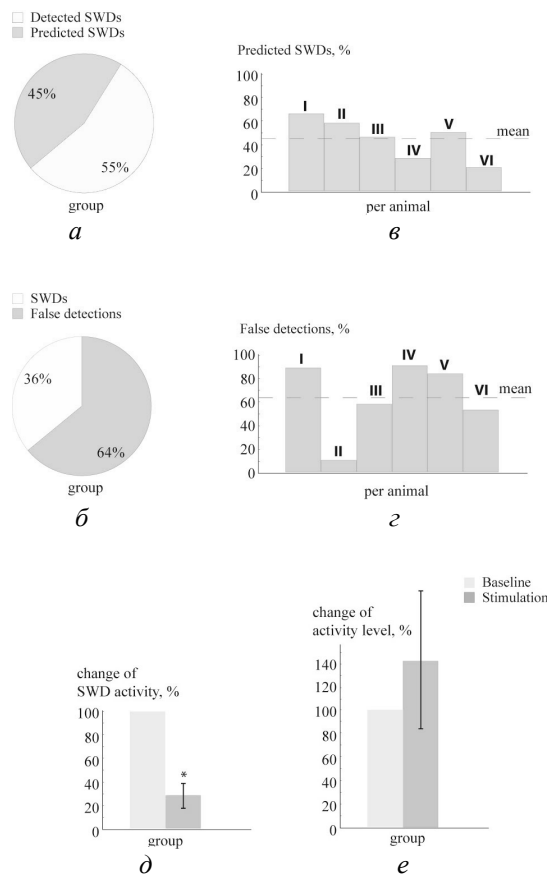 Detected SWDs
Predicted SWDs
45%
55%
group
а
Predicted SWDs, %
100
80
60
40
20
0
I
II
III
IV
V
VI
mean
per animal
в
SWDs
False detections
36%
64%
group
б
False detections, %
100
80
60
40
20
0
I
II
III
IV
V
VI
mean
per animal
г
change of
SWD activity, %
100
80
60
40
20
0
*
group
д
Baseline
Stimulation
change of
activity level, %
140
120
100
80
60
40
20
0
group
е